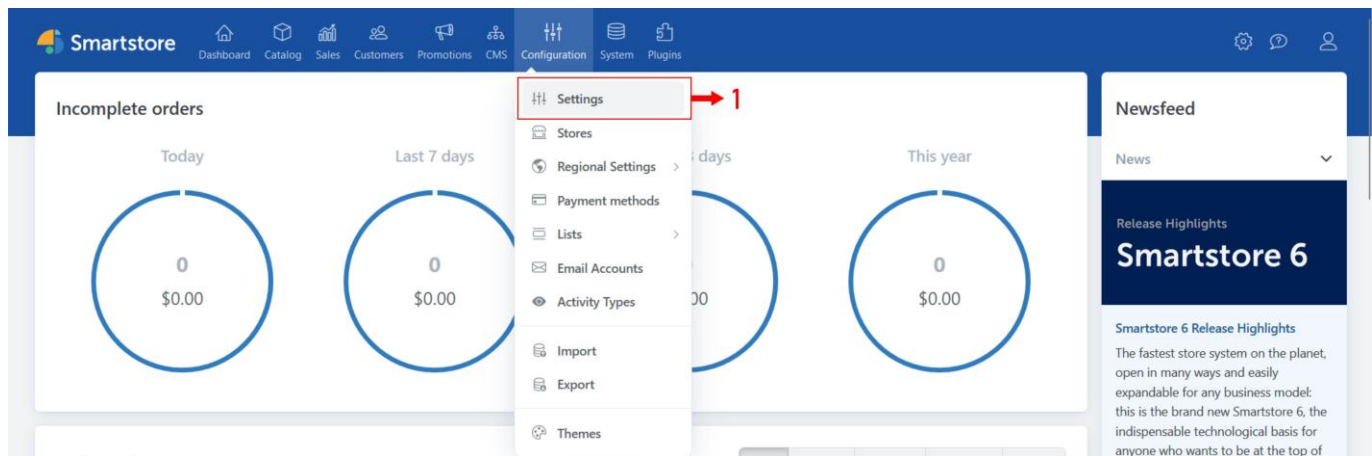 Smartstore
Dashboard Catalog Sales Customers Promotions CMS Configuration System Plugins
Incomplete orders
Today
Last 7 days
days
This year
0
$0.00
0
$0.00
00
0
$0.00
Settings
1
Stores
Regional Settings
Payment methods
Lists
Email Accounts
Activity Types
Import
Export
Themes
Newsfeed
News
Release Highlights
Smartstore 6
Smartstore 6 Release Highlights
The fastest store system on the planet,
open in many ways and easily
expandable for any business model:
this is the brand new Smartstore 6, the
indispensable technological basis for
anyone who wants to be at the top of